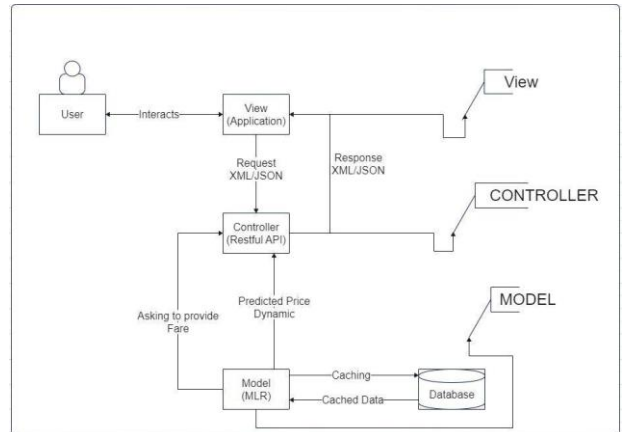 View
User
Interacts
View
(Application)
Request
XML/JSON
Response
XML/JSON
CONTROLLER
Controller
(Restful API)
Asking to provide
Fare
Predicted Price
Dynamic
MODEL
Model
(MLR)
Caching
Cached Data
Database